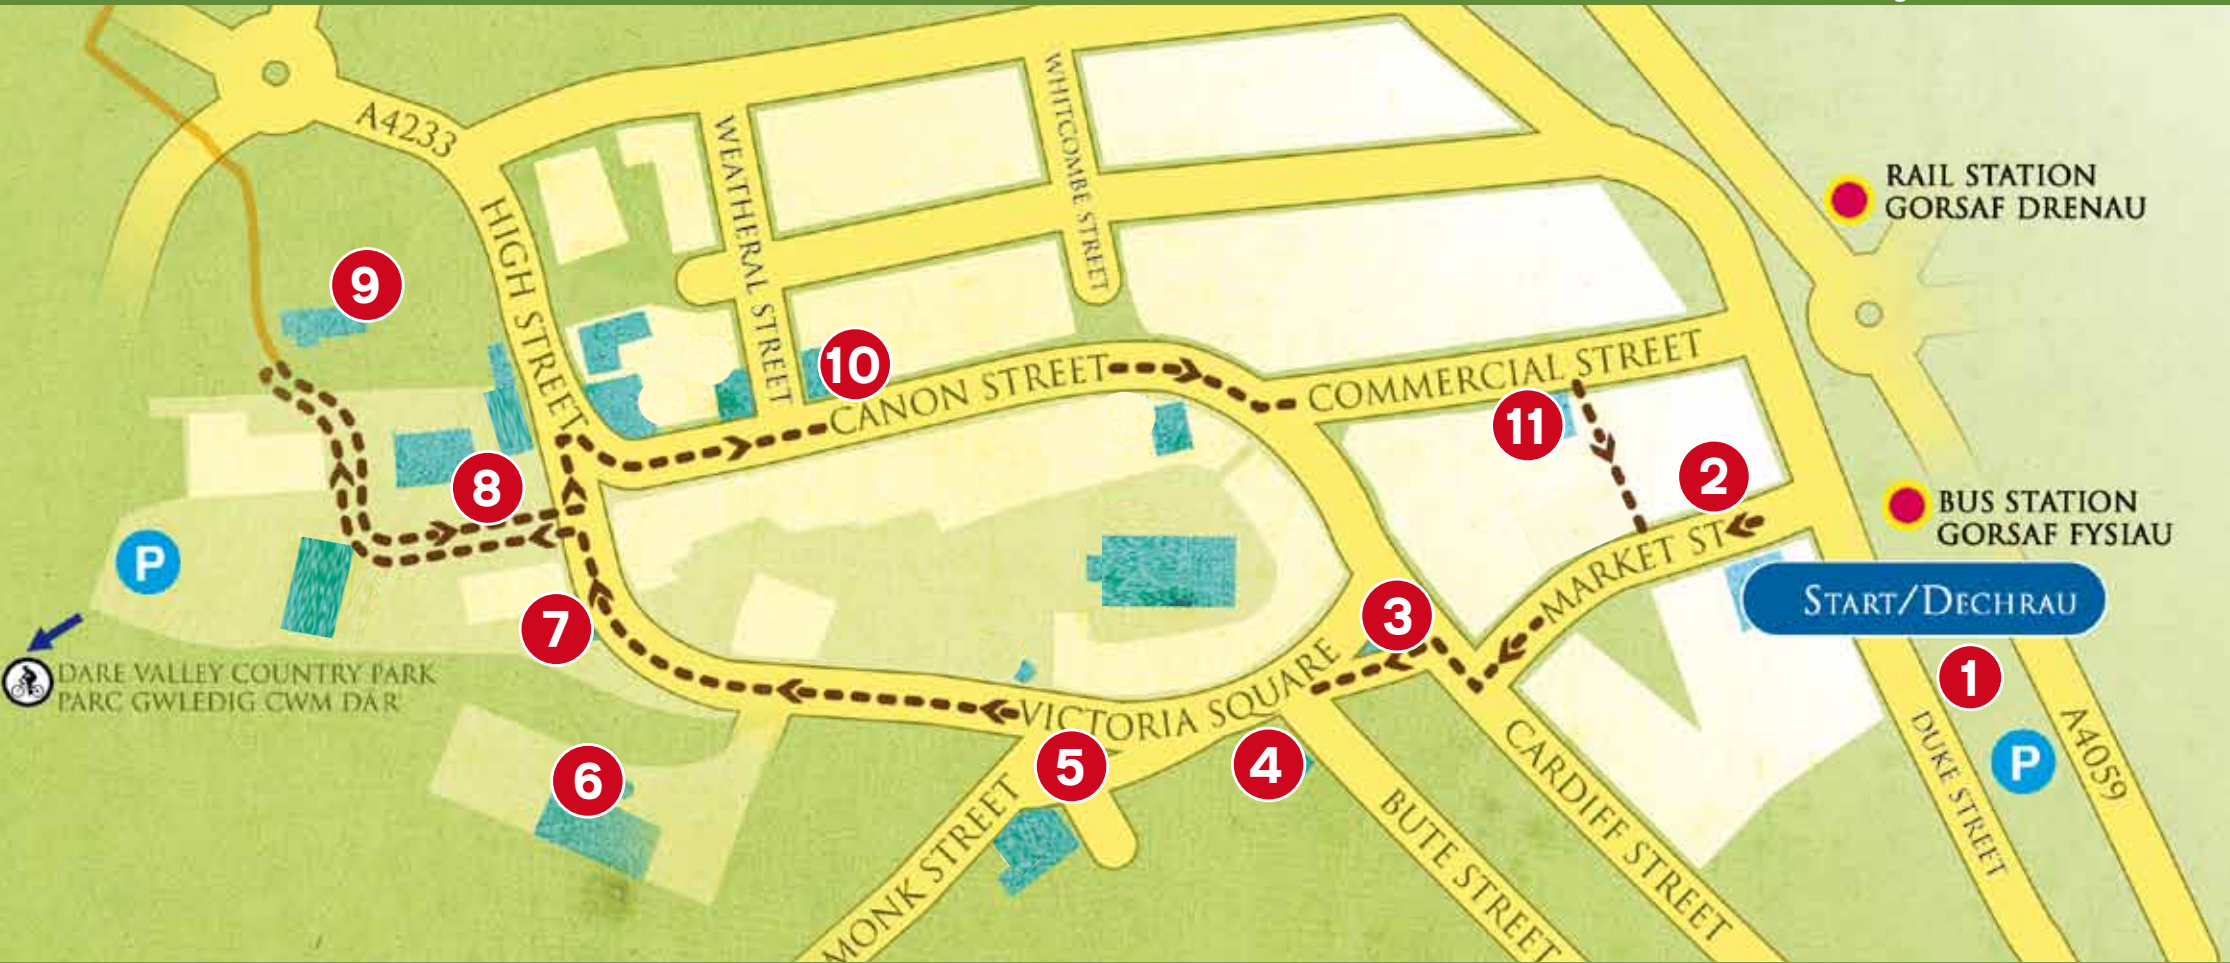 A4233
WHITCOMBE STREET
WEATHERAL STREET
RAIL STATION
GORSAF DRENAU
HIGH STREET
9
10
CANON STREET
COMMERCIAL STREET
11
2
8
BUS STATION
GORSAF FYSIAU
MARKET ST
P
START/DECHRAU
3
7
DARE VALLEY COUNTRY PARK
PARC GWLEDIG CWM DAR
VICTORIA SQUARE
1
5
4
6
P
A4059
DUKE STREET
CARDIFF STREET
BUTE STREET
MONK STREET